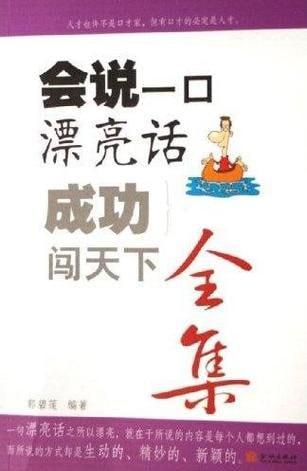 人才也许不是口才家，但有口才的必定是人才。
会说一口
漂亮话
成功
闯天下
全集
郭碧莲 编著
一句漂亮话之所以漂亮，就在于所说的内容是每个人都想到过的，
而所说的方式却是生动的、精妙的、新颖的。